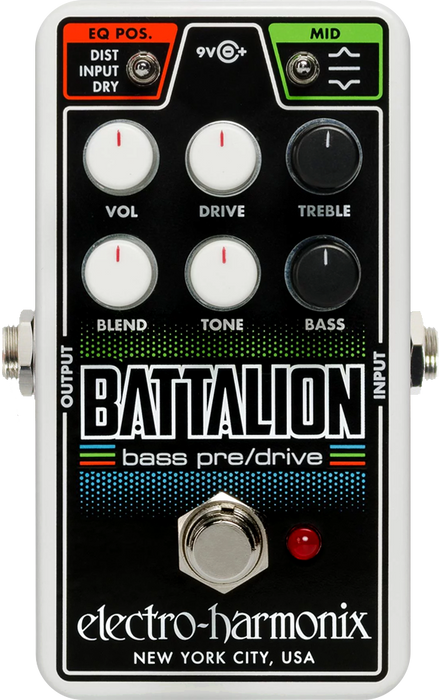 EQ POS.
DIST
INPUT
DRY
9V
- +
MID
VOL
DRIVE
TREBLE
BLEND
TONE
BASS
OUTPUT
INPUT
BATTALION
bass pre/drive
electro-harmonix
NEW YORK CITY, USA